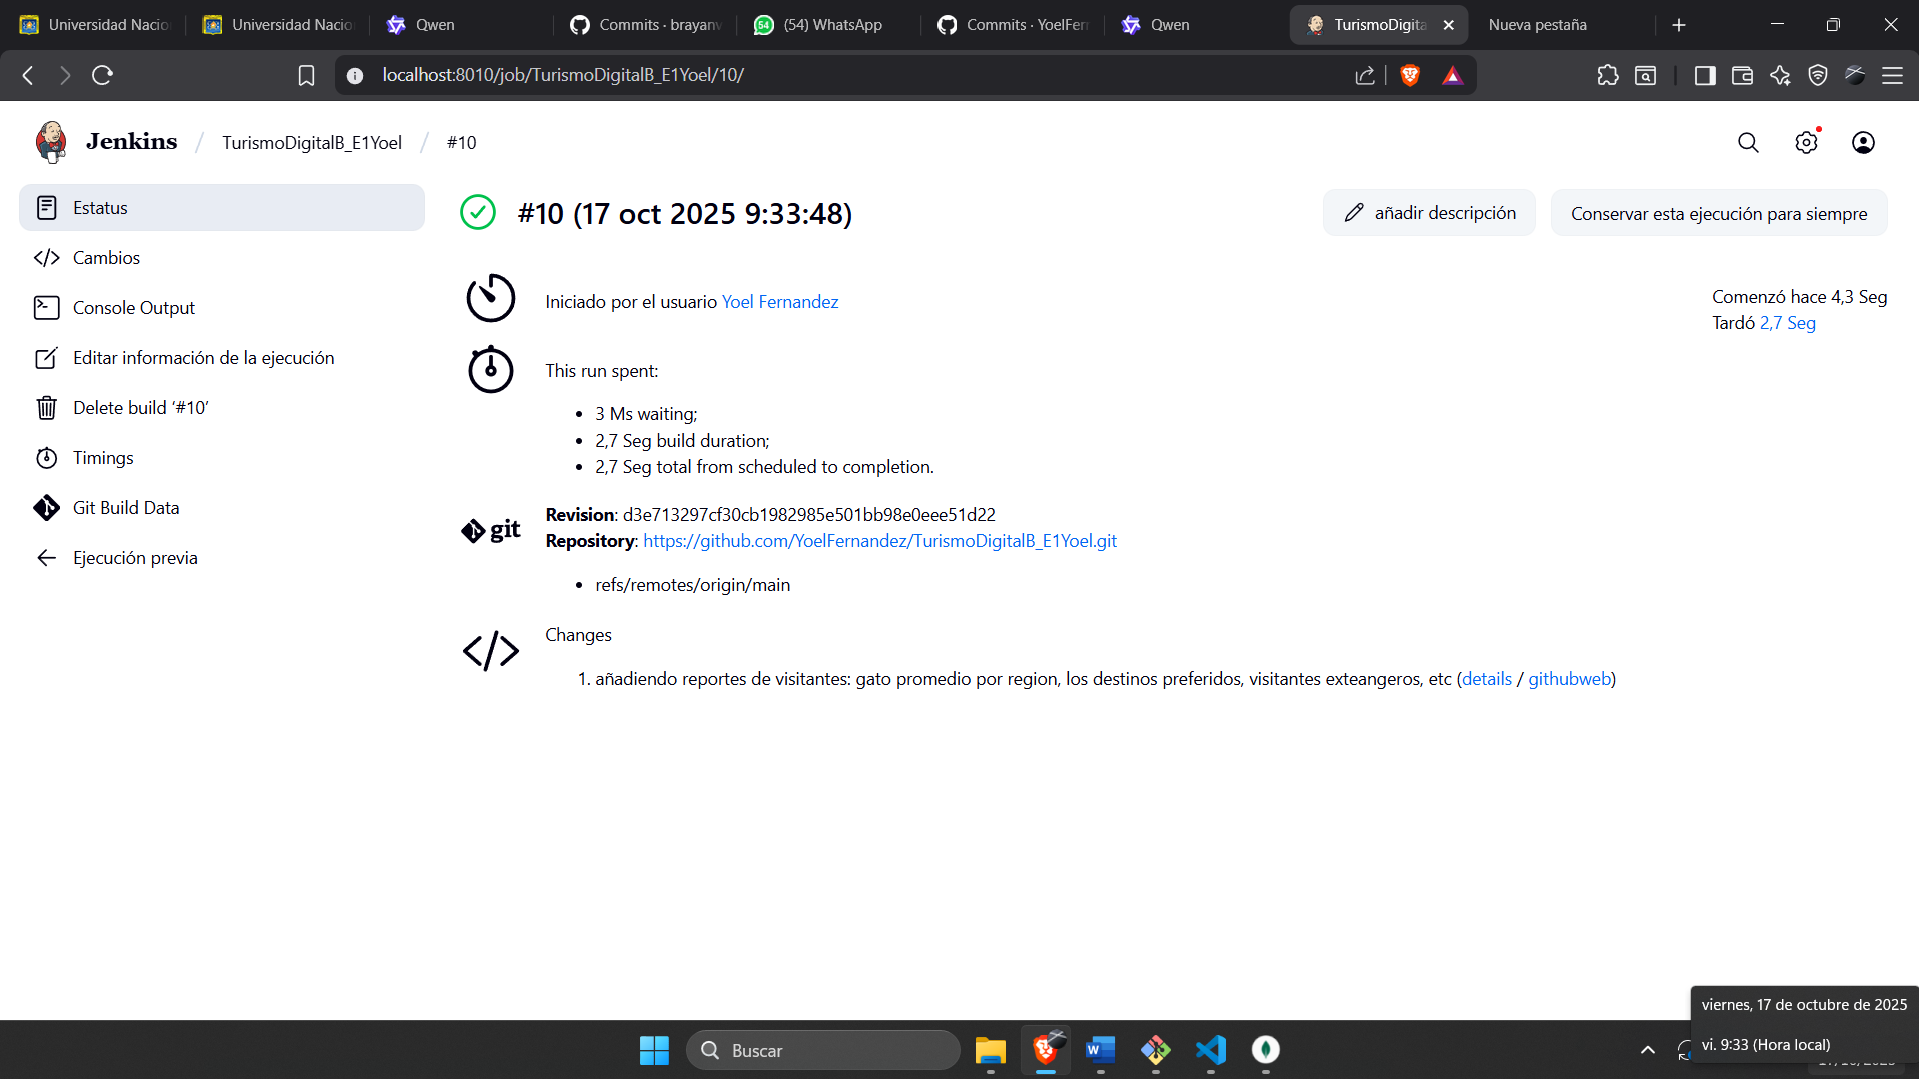 Universidad Nacio
Universidad Nacio
Qwen
Commits · brayanv
(54) WhatsApp
Commits · YoelFern
Qwen
TurismoDigita
Nueva pestaña
localhost:8010/job/TurismoDigitalB_E1Yoel/10/
Jenkins / TurismoDigitalB_E1Yoel / #10
Estatus
Cambios
Console Output
Editar información de la ejecución
Delete build ‘#10’
Timings
Git Build Data
Ejecución previa
#10 (17 oct 2025 9:33:48)
añadir descripción
Conservar esta ejecución para siempre
Iniciado por el usuario Yoel Fernandez
Comenzó hace 4,3 Seg
Tardó 2,7 Seg
This run spent:
3 Ms waiting;
2,7 Seg build duration;
2,7 Seg total from scheduled to completion.
git
Revision: d3e713297cf30cb1982985e501bb98e0eee51d22
Repository: https://github.com/YoelFernandez/TurismoDigitalB_E1Yoel.git
refs/remotes/origin/main
Changes
1. añadiendo reportes de visitantes: gato promedio por region, los destinos preferidos, visitantes exteangeros, etc (details / githubweb)
viernes, 17 de octubre de 2025
vi. 9:33 (Hora local)
Buscar